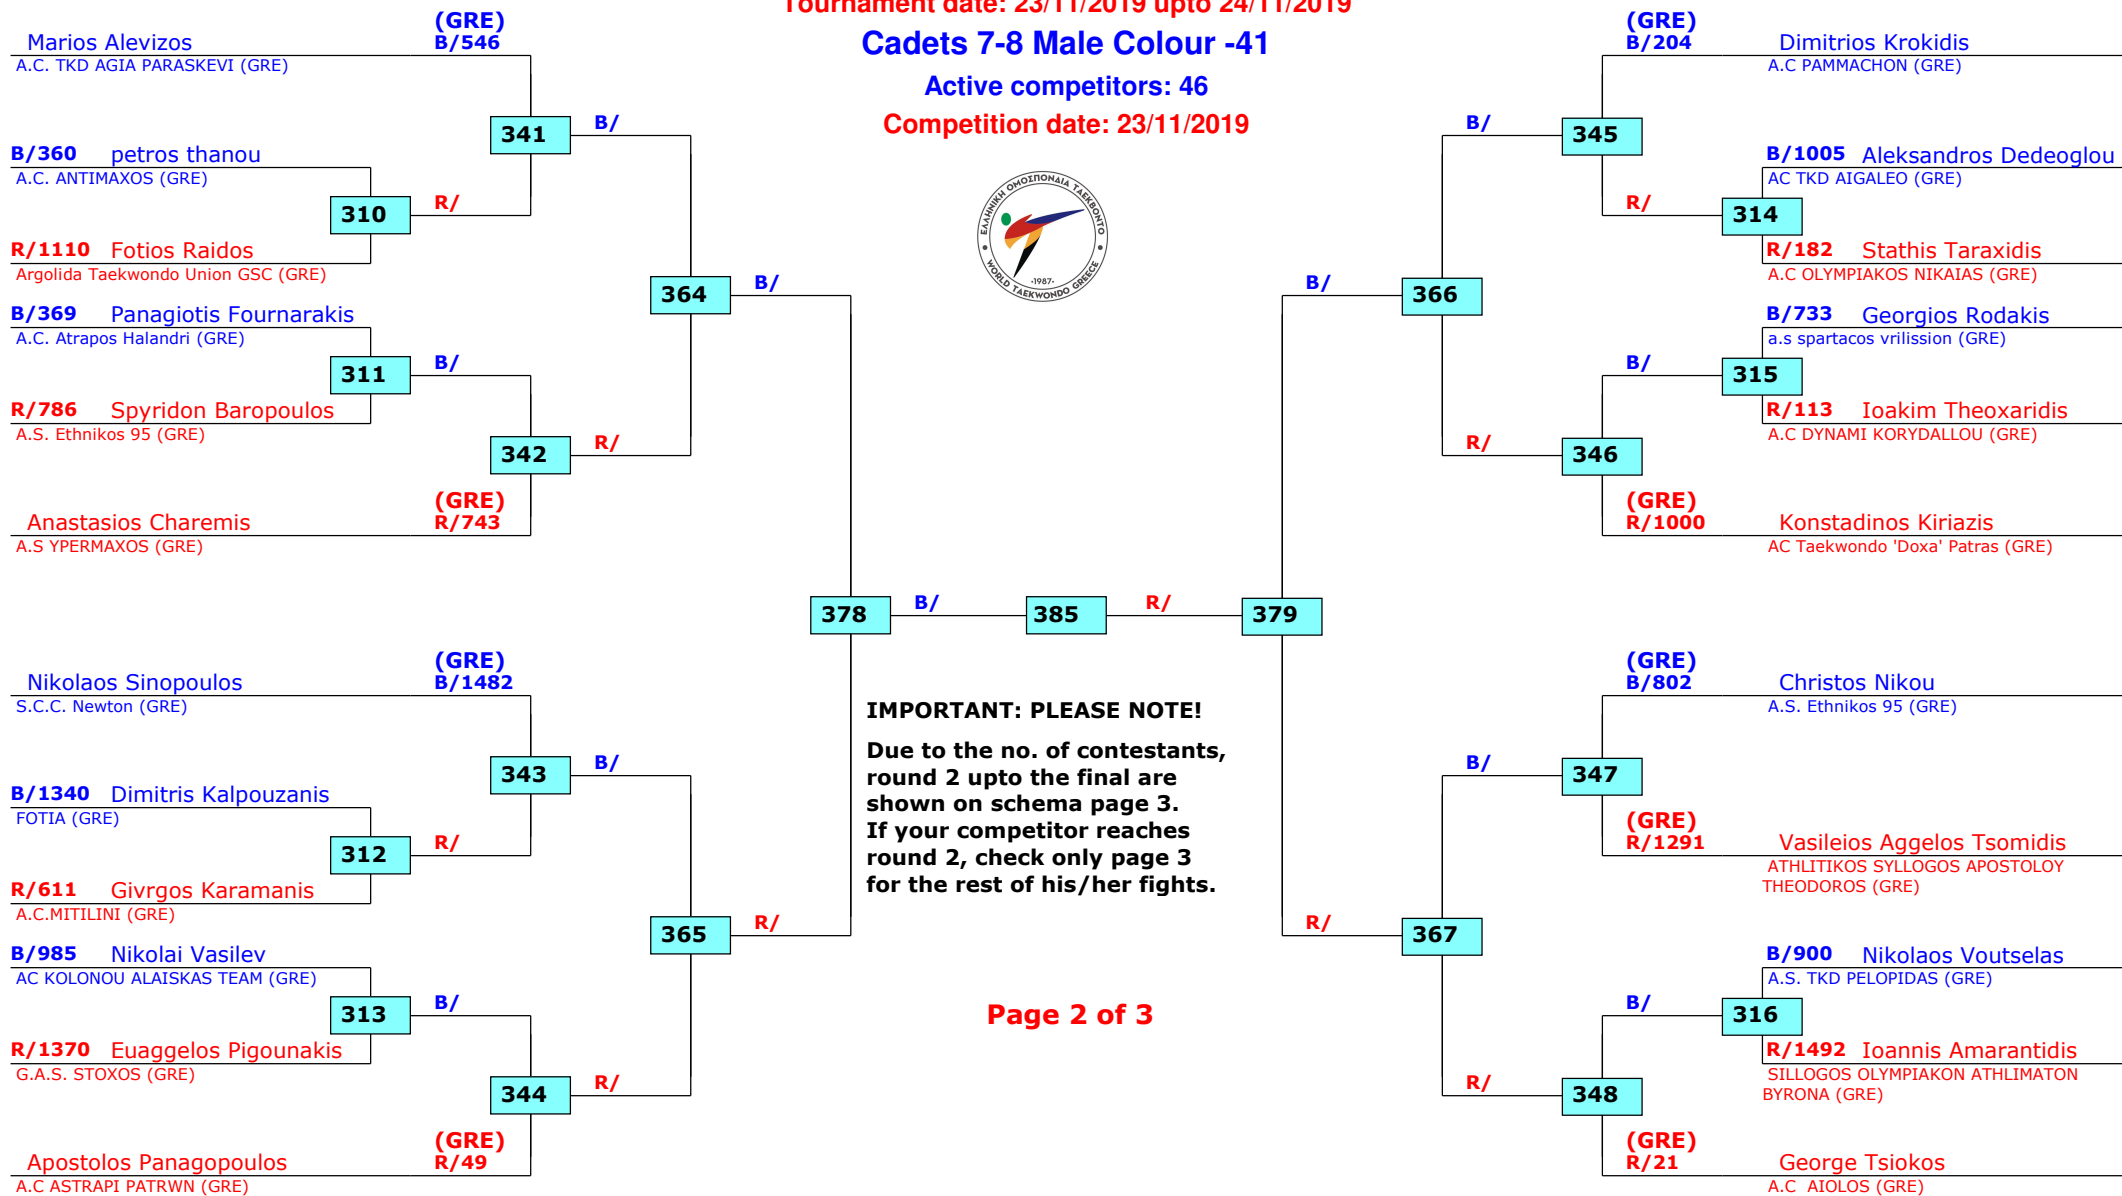 Tournament date: 23/11/2019 upto 24/11/2019
Cadets 7-8 Male Colour -41
Active competitors: 46
Competition date: 23/11/2019
ΕΛΛΗΝΙΚΗ ΟΜΟΣΠΟΝΔΙΑ ΤΑΕΚΒΟΝΤΟ
-1987-
WORLD TAEKWONDO GREECE
(GRE)
Marios Alevizos B/546
A.C. TKD AGIA PARASKEVI (GRE)
341 B/
B/360 petros thanou
A.C. ANTIMAXOS (GRE)
310 R/
R/1110 Fotios Raidos
Argolida Taekwondo Union GSC (GRE)
364 B/
B/369 Panagiotis Fournarakis
A.C. Atrapos Halandri (GRE)
311 B/
R/786 Spyridon Baropoulos
A.S. Ethnikos 95 (GRE)
342 R/
(GRE)
Anastasios Charemis R/743
A.S YPERMAXOS (GRE)
378 B/ 385 R/ 379
(GRE)
Nikolaos Sinopoulos B/1482
S.C.C. Newton (GRE)
343 B/
B/1340 Dimitris Kalpouzanis
FOTIA (GRE)
312 R/
R/611 Givrgos Karamanis
A.C.MITILINI (GRE)
365 R/
B/985 Nikolai Vasilev
AC KOLONOU ALAISKAS TEAM (GRE)
313 B/
R/1370 Euaggelos Pigounakis
G.A.S. STOXOS (GRE)
344 R/
(GRE)
Apostolos Panagopoulos R/49
A.C ASTRAPI PATRWN (GRE)
IMPORTANT: PLEASE NOTE!
Due to the no. of contestants,
round 2 upto the final are
shown on schema page 3.
If your competitor reaches
round 2, check only page 3
for the rest of his/her fights.
Page 2 of 3
(GRE)
B/204 Dimitrios Krokidis
A.C PAMMACHON (GRE)
B/ 345
B/1005 Aleksandros Dedeoglou
AC TKD AIGALEO (GRE)
R/ 314
R/182 Stathis Taraxidis
A.C OLYMPIAKOS NIKAIAS (GRE)
B/ 366
B/733 Georgios Rodakis
a.s spartacos vrilission (GRE)
B/ 315
R/113 Ioakim Theoxaridis
A.C DYNAMI KORYDALLOU (GRE)
R/ 346
(GRE)
R/1000 Konstadinos Kiriazis
AC Taekwondo 'Doxa' Patras (GRE)
(GRE)
B/802 Christos Nikou
A.S. Ethnikos 95 (GRE)
B/ 347
(GRE)
R/1291 Vasileios Aggelos Tsomidis
ATHLITIKOS SYLLOGOS APOSTOLOY
THEODOROS (GRE)
R/ 367
B/900 Nikolaos Voutselas
A.S. TKD PELOPIDAS (GRE)
B/ 316
R/1492 Ioannis Amarantidis
SILLOGOS OLYMPIAKON ATHLIMATON
BYRONA (GRE)
R/ 348
(GRE)
R/21 George Tsiokos
A.C  AIOLOS (GRE)